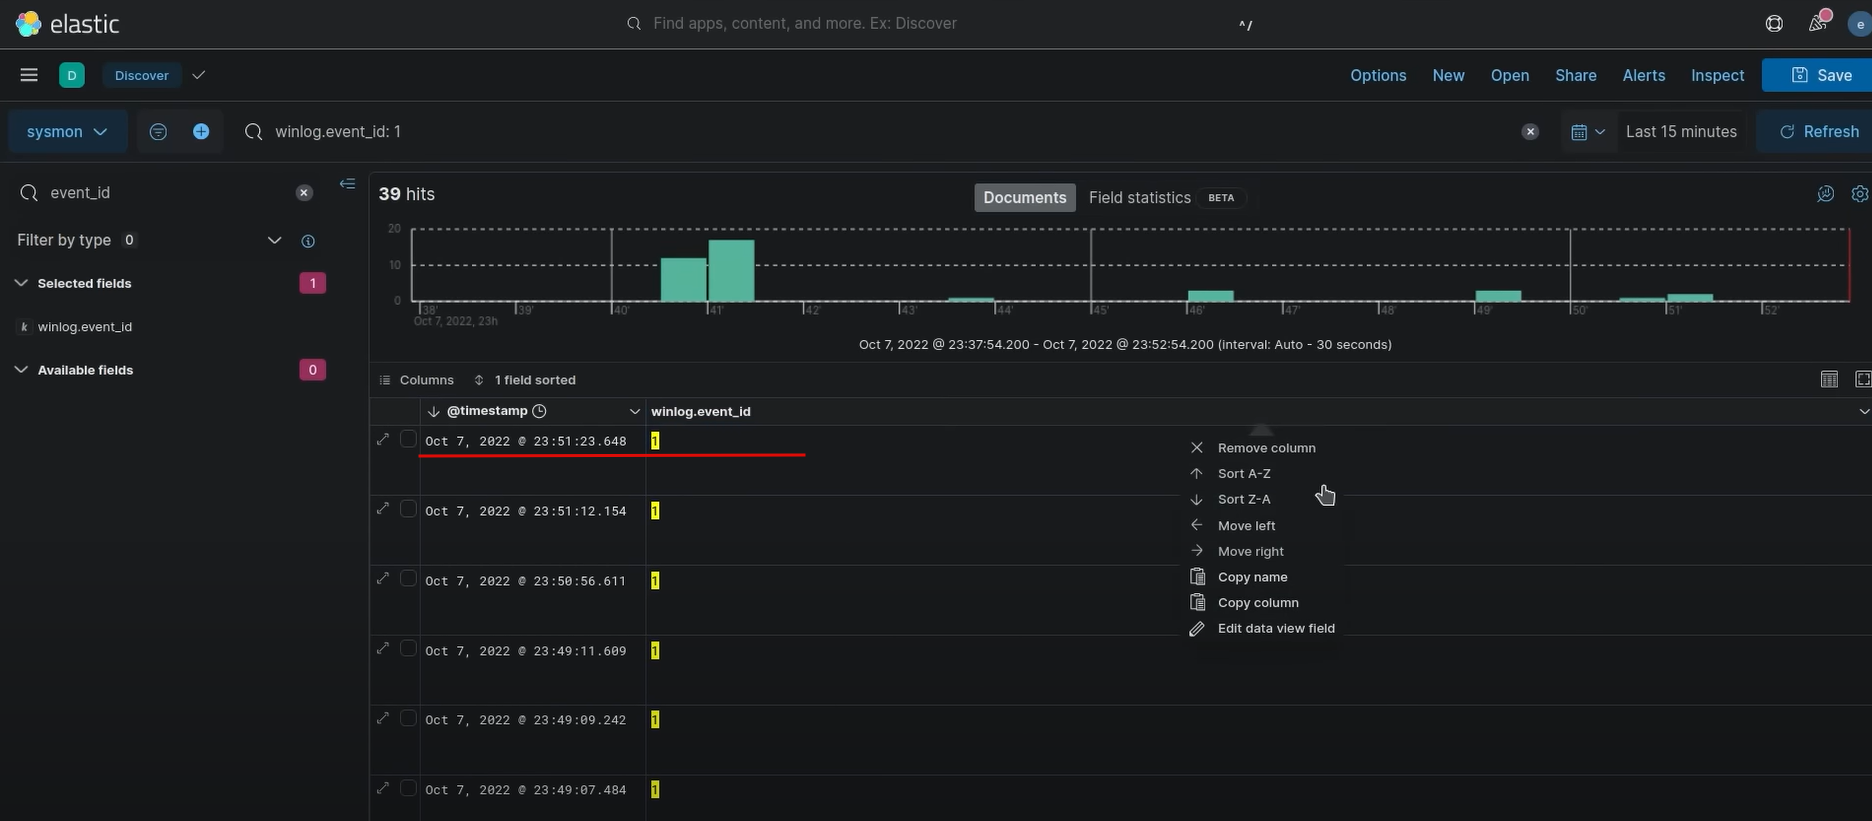 elastic
Find apps, content, and more. Ex: Discover
^/
e
D
Discover
Options
New
Open
Share
Alerts
Inspect
Save
sysmon
winlog.event_id: 1
Last 15 minutes
Refresh
event_id
Filter by type 0
Selected fields 1
k winlog.event_id
Available fields 0
39 hits
Documents
Field statistics BETA
20
10
0
38' 39' 40' 41' 42' 43' 44' 45' 46' 47' 48' 49' 50' 51' 52'
Oct 7, 2022, 23h
Oct 7, 2022 @ 23:37:54.200 - Oct 7, 2022 @ 23:52:54.200 (interval: Auto - 30 seconds)
Columns 1 field sorted
@timestamp winlog.event_id
Oct 7, 2022 @ 23:51:23.648 1
Oct 7, 2022 @ 23:51:12.154 1
Oct 7, 2022 @ 23:50:56.611 1
Oct 7, 2022 @ 23:49:11.609 1
Oct 7, 2022 @ 23:49:09.242 1
Oct 7, 2022 @ 23:49:07.484 1
Remove column
Sort A-Z
Sort Z-A
Move left
Move right
Copy name
Copy column
Edit data view field